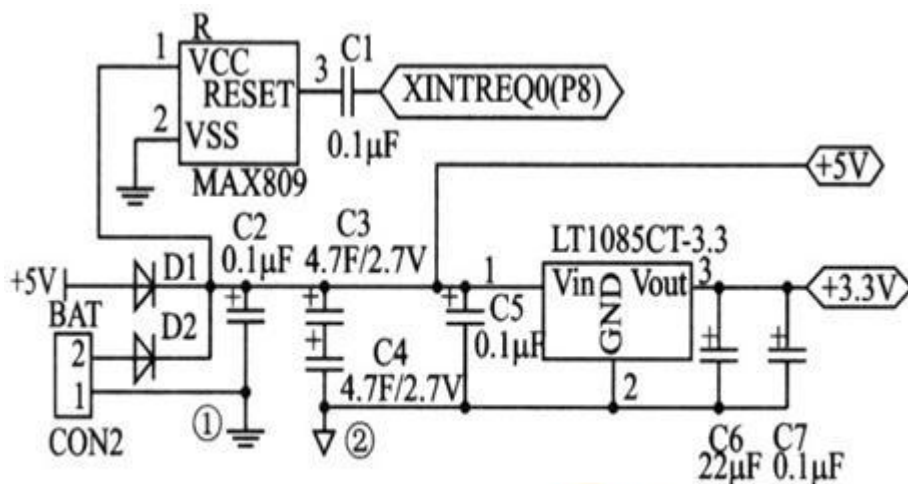 R
1
VCC
RESET
3
C1
XINTREQ0(P8)
2
VSS
0.1μF
MAX809
+5V
C2
0.1μF
C3
4.7F/2.7V
LT1085CT-3.3
+5V
D1
+
+
+
1
Vin
GND
Vout
3
+3.3V
BAT
2
D2
+
C5
0.1μF
+
+
1
C4
4.7F/2.7V
2
CON2
①
②
C6
22μF
C7
0.1μF